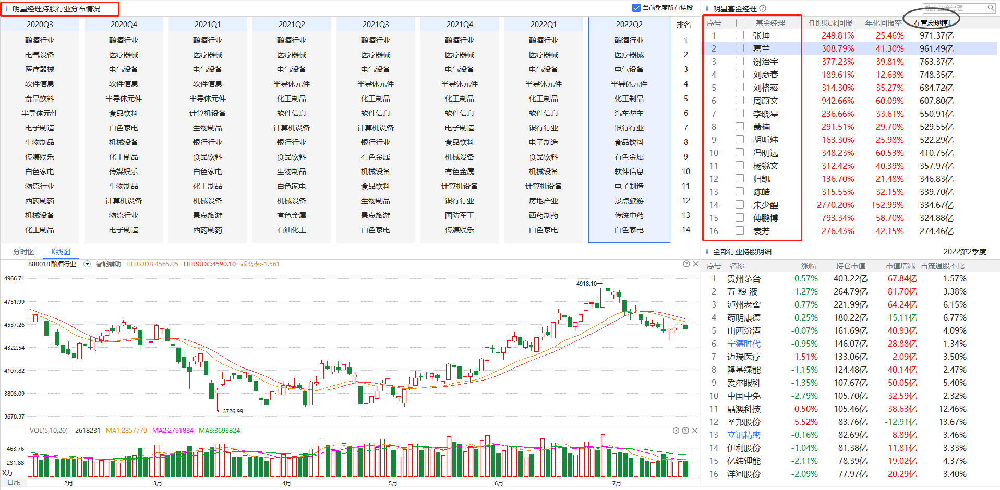 明星经理持股行业分布情况
当前季度所有持股
2020Q3 2020Q4 2021Q1 2021Q2 2021Q3 2021Q4 2022Q1 2022Q2 排名
酿酒行业 酿酒行业 酿酒行业 酿酒行业 酿酒行业 酿酒行业 酿酒行业 酿酒行业 1
电气设备 医疗器械 医疗器械 医疗器械 医疗器械 医疗器械 医疗器械 医疗器械 2
医疗器械 电气设备 电气设备 电气设备 电气设备 电气设备 电气设备 电气设备 3
软件信息 软件信息 软件信息 半导体元件 半导体元件 半导体元件 半导体元件 半导体元件 4
食品饮料 半导体元件 半导体元件 化工制品 化工制品 化工制品 化工制品 化工制品 5
半导体元件 食品饮料 计算机设备 软件信息 软件信息 软件信息 软件信息 汽车整车 6
电子制造 白色家电 生物制品 计算机设备 计算机设备 电子制造 银行行业 银行行业 7
生物制品 机械设备 银行行业 银行行业 银行行业 食品饮料 电子制造 食品饮料 8
传媒娱乐 化工制品 食品饮料 食品饮料 有色金属 机械设备 食品饮料 有色金属 9
白色家电 传媒娱乐 白色家电 生物制品 机械设备 有色金属 机械设备 软件信息 10
物流行业 生物制品 化工制品 白色家电 食品饮料 计算机设备 计算机设备 电子制造 11
西药制药 计算机设备 机械设备 机械设备 生物制品 银行行业 房地产业 景点旅游 12
机械设备 物流行业 景点旅游 有色金属 景点旅游 国防军工 西药制药 传统中药 13
化工制品 电子制造 西药制药 石油化工 白色家电 传媒娱乐 白色家电 白色家电 14
明星基金经理 ?
搜索基金经理
序号 基金经理 任职以来回报 年化回报率 在管总规模↓
1 张坤 249.81% 25.46% 971.37亿
2 葛兰 308.79% 41.30% 961.49亿
3 谢治宇 377.23% 39.81% 763.37亿
4 刘彦春 189.61% 12.63% 748.35亿
5 刘格菘 314.30% 35.27% 684.72亿
6 周蔚文 942.66% 60.09% 607.80亿
7 李晓星 236.66% 33.61% 550.91亿
8 萧楠 291.51% 29.70% 529.55亿
9 胡昕炜 163.30% 25.98% 522.29亿
10 冯明远 348.23% 60.53% 410.75亿
11 杨锐文 312.42% 40.39% 357.97亿
12 归凯 136.70% 21.48% 346.83亿
13 陈皓 315.55% 32.15% 339.70亿
14 朱少醒 2770.20% 152.99% 334.67亿
15 傅鹏博 793.34% 58.70% 324.88亿
16 袁芳 276.43% 42.15% 274.46亿
分时图 K线图
880018 酿酒行业 智能辅助 HHJSJDB:4565.05 HHJSJDC:4590.10 乖离率:-1.561
4966.71
4918.10
4751.99
4537.26
4322.54
4107.82
3893.09
3726.99
3678.37
VOL(5,10,20) 2618231 MA1:2857779 MA2:2791834 MA3:3693824
463.76
231.88
X万
日线 2月 3月 4月 5月 6月 7月
全部行业持股明细 2022第2季度
序号 名称 涨幅 持仓市值 市值增减 占流通股本比
1 贵州茅台 -0.57% 403.22亿 67.84亿 1.57%
2 五 粮 液 -1.27% 264.79亿 81.70亿 3.38%
3 泸州老窖 -0.77% 221.99亿 64.24亿 6.15%
4 药明康德 -0.25% 180.22亿 -15.11亿 6.77%
5 山西汾酒 -0.07% 161.69亿 40.93亿 4.09%
6 宁德时代 -0.95% 146.07亿 28.88亿 1.34%
7 迈瑞医疗 1.51% 133.06亿 2.09亿 3.50%
8 隆基绿能 -1.15% 124.48亿 40.14亿 2.47%
9 爱尔眼科 -1.35% 107.67亿 50.05亿 5.40%
10 中国中免 -2.79% 105.70亿 32.59亿 2.32%
11 晶澳科技 0.50% 105.46亿 38.63亿 12.46%
12 圣邦股份 5.52% 83.76亿 -12.91亿 13.67%
13 立讯精密 -0.16% 82.69亿 8.89亿 3.46%
14 伊利股份 -1.04% 81.38亿 11.81亿 3.33%
15 亿纬锂能 -2.11% 78.39亿 19.02亿 4.37%
16 洋河股份 -2.09% 77.97亿 20.29亿 3.40%